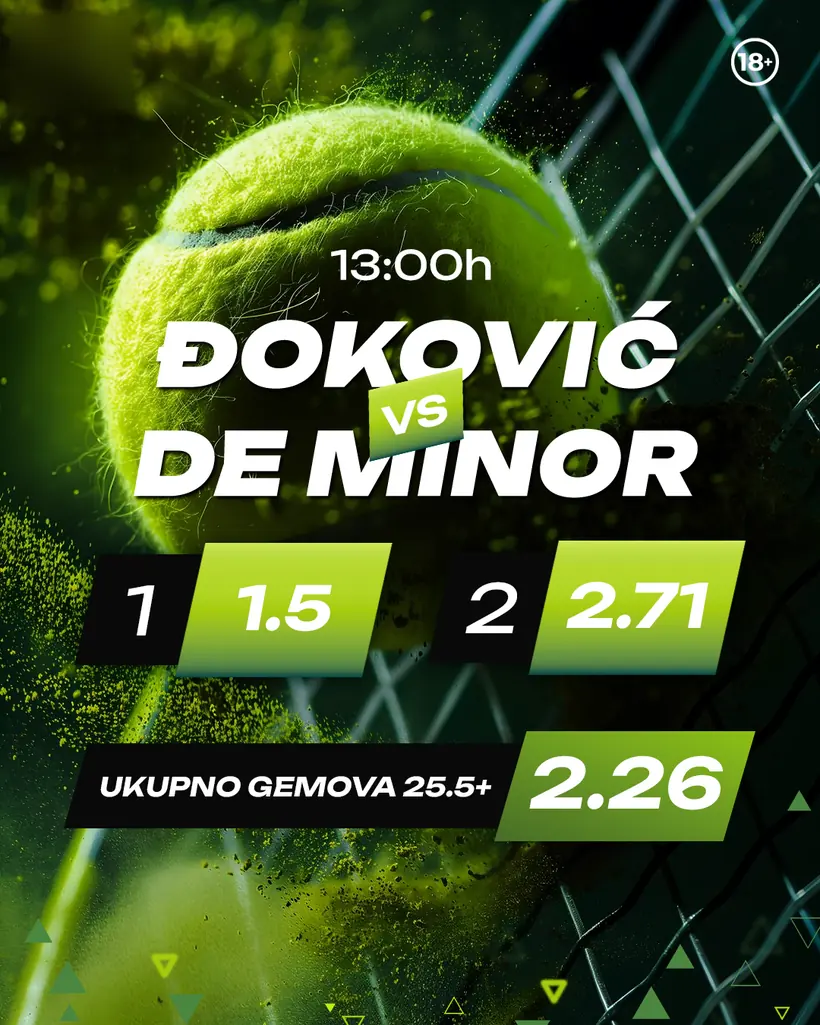 18+
13:00h
ĐOKOVIĆ
VS
DE MINOR
1 1.5 2 2.71
UKUPNO GEMOVA 25.5+ 2.26